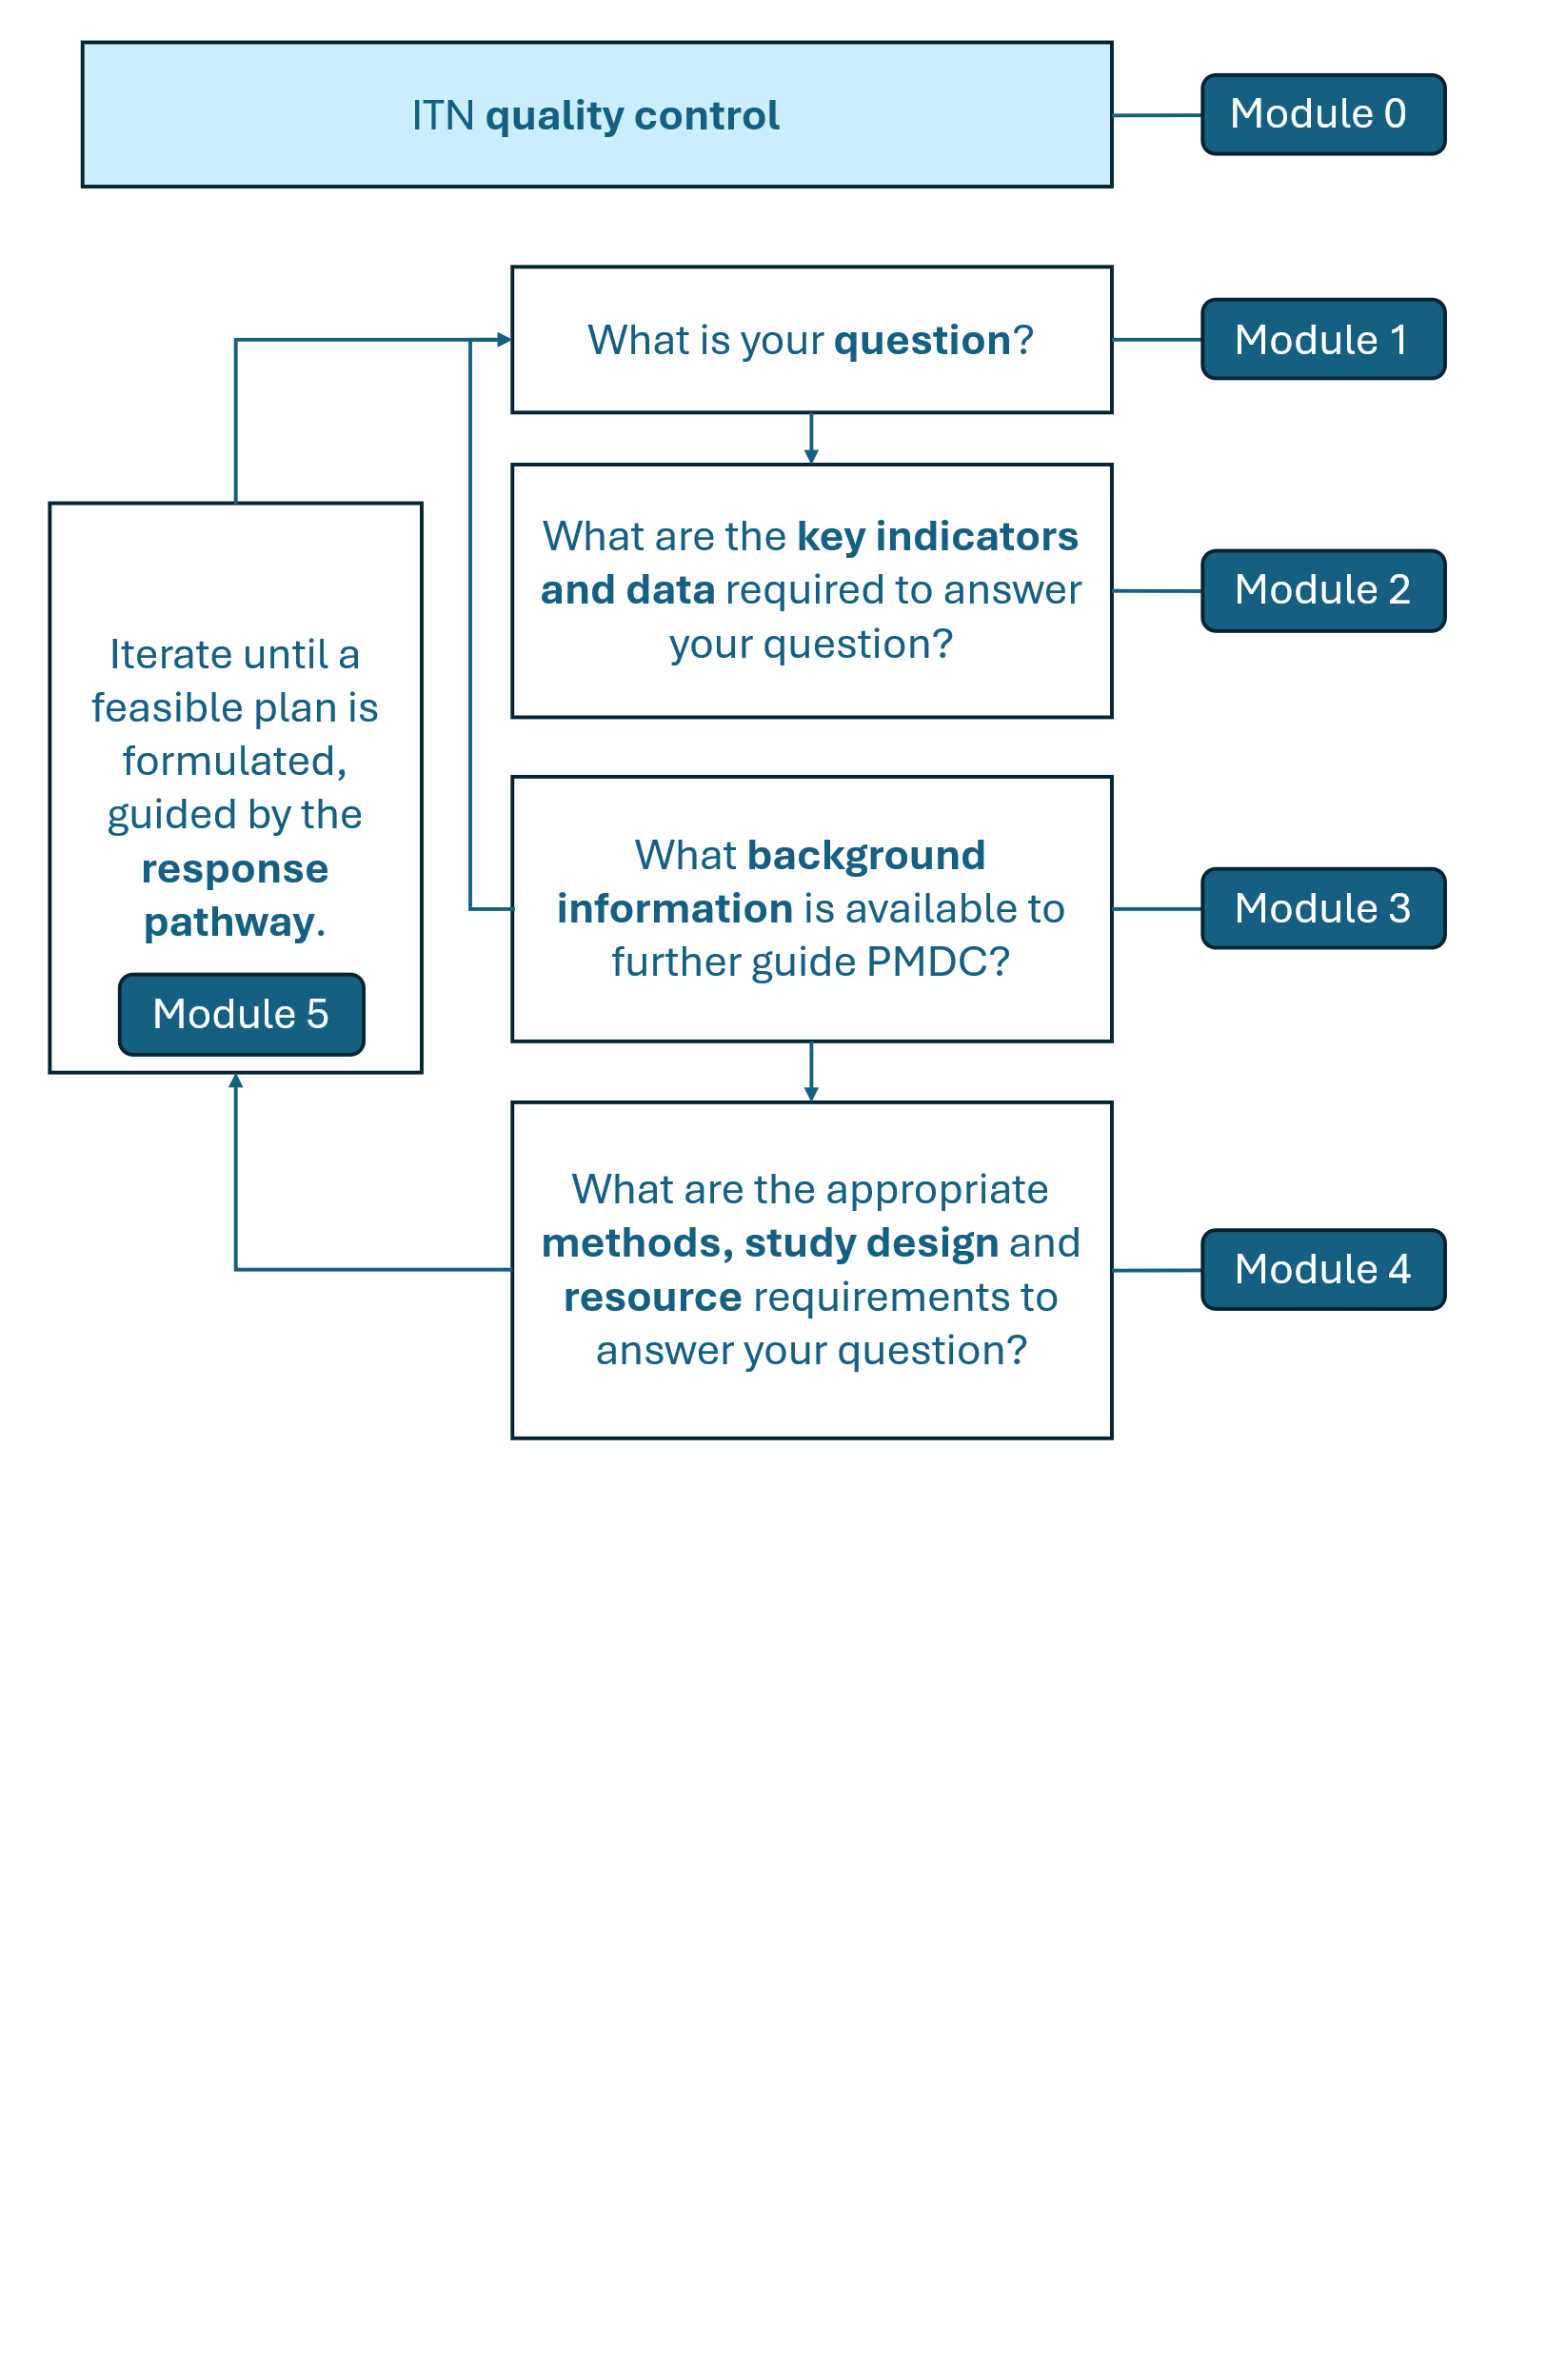 ITN quality control
Module 0
What is your question?
Module 1
What are the key indicators
and data required to answer
your question?
Module 2
Iterate until a
feasible plan is
formulated,
guided by the
response
pathway.
Module 5
What background
information is available to
further guide PMDC?
Module 3
What are the appropriate
methods, study design and
resource requirements to
answer your question?
Module 4